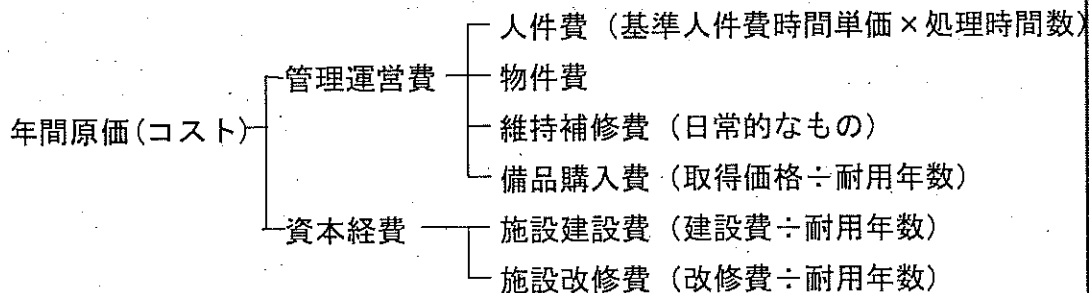 人件費（基準人件費時間単価×処理時間数）
管理運営費
物件費
年間原価(コスト)
維持補修費（日常的なもの）
備品購入費（取得価格÷耐用年数）
資本経費
施設建設費（建設費÷耐用年数）
施設改修費（改修費÷耐用年数）